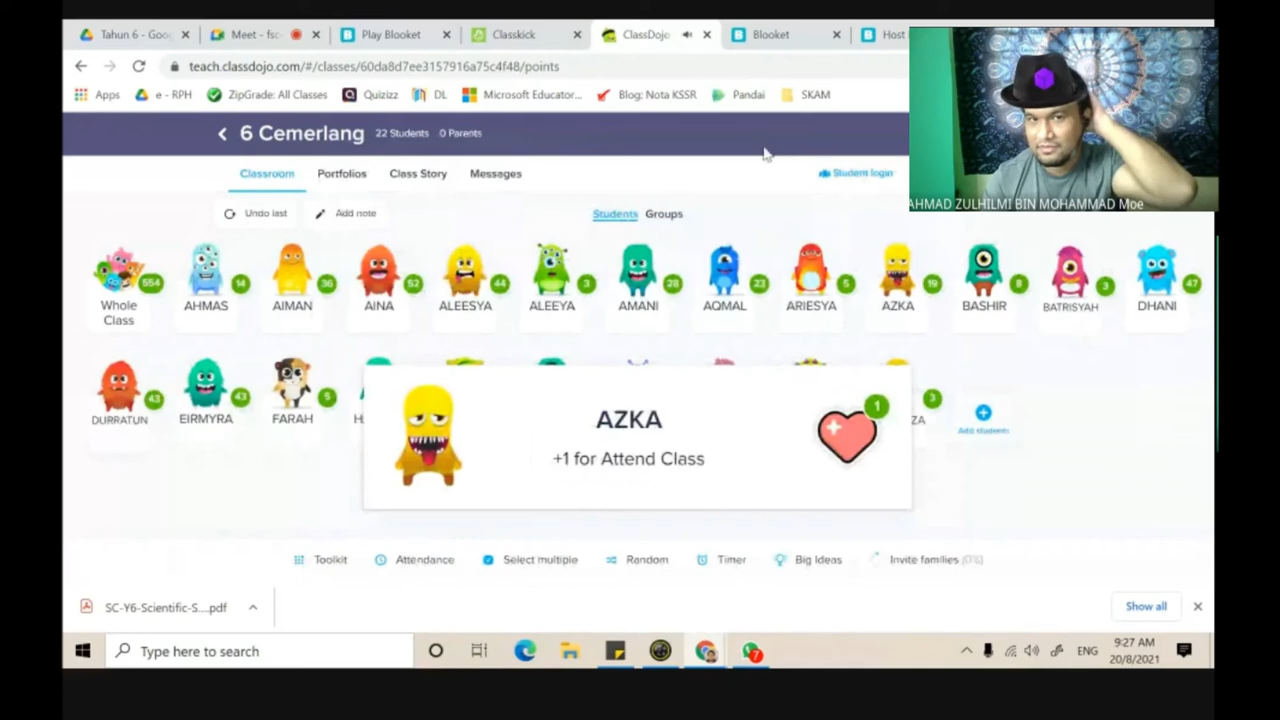 Tahun 6 - Goo
Meet - fsc
Play Blooket
Classkick
ClassDojo
Blooket
Host
teach.classdojo.com/#/classes/60da8d7ee3157916a75c4f48/points
Apps
e - RPH
ZipGrade: All Classes
Quizizz
DL
Microsoft Educator...
Blog: Nota KSSR
Pandai
SKAM
AHMAD ZULHILMI BIN MOHAMMAD Moe
6 Cemerlang 22 Students 0 Parents
Classroom Portfolios Class Story Messages
Student login
Undo last
Add note
Students Groups
554 14 36 52 44 3 28 23 5 19 8 3 47
Whole Class AHMAS AIMAN AINA ALEESYA ALEEYA AMANI AQMAL ARIESYA AZKA BASHIR BATRISYAH DHANI
43 43 5 3
DURRATUN EIRMYRA FARAH
ZA
Add students
AZKA
+1 for Attend Class
1
Toolkit Attendance Select multiple Random Timer Big Ideas Invite families (0%)
SC-Y6-Scientific-S....pdf
Show all
Type here to search
7
ENG
9:27 AM
20/8/2021